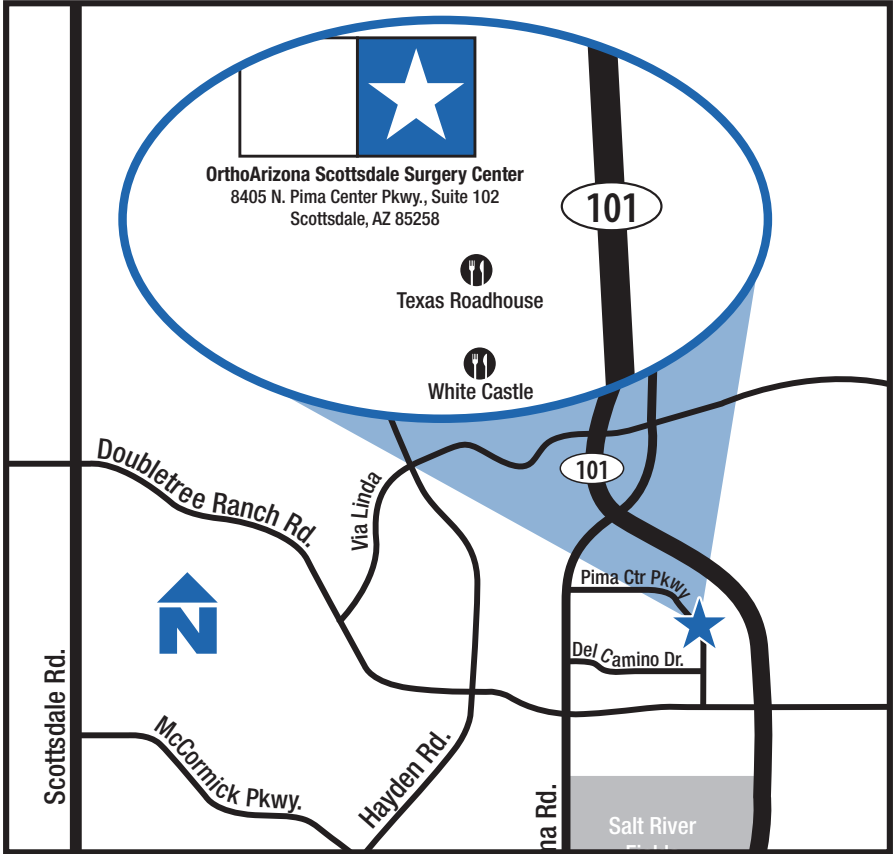 OrthoArizona Scottsdale Surgery Center
8405 N. Pima Center Pkwy., Suite 102
Scottsdale, AZ 85258
101
Texas Roadhouse
White Castle
Doubletree Ranch Rd.
Via Linda
101
Pima Ctr Pkwy
N
Del Camino Dr.
Scottsdale Rd.
McCormick Pkwy.
Hayden Rd.
ma Rd.
Salt River